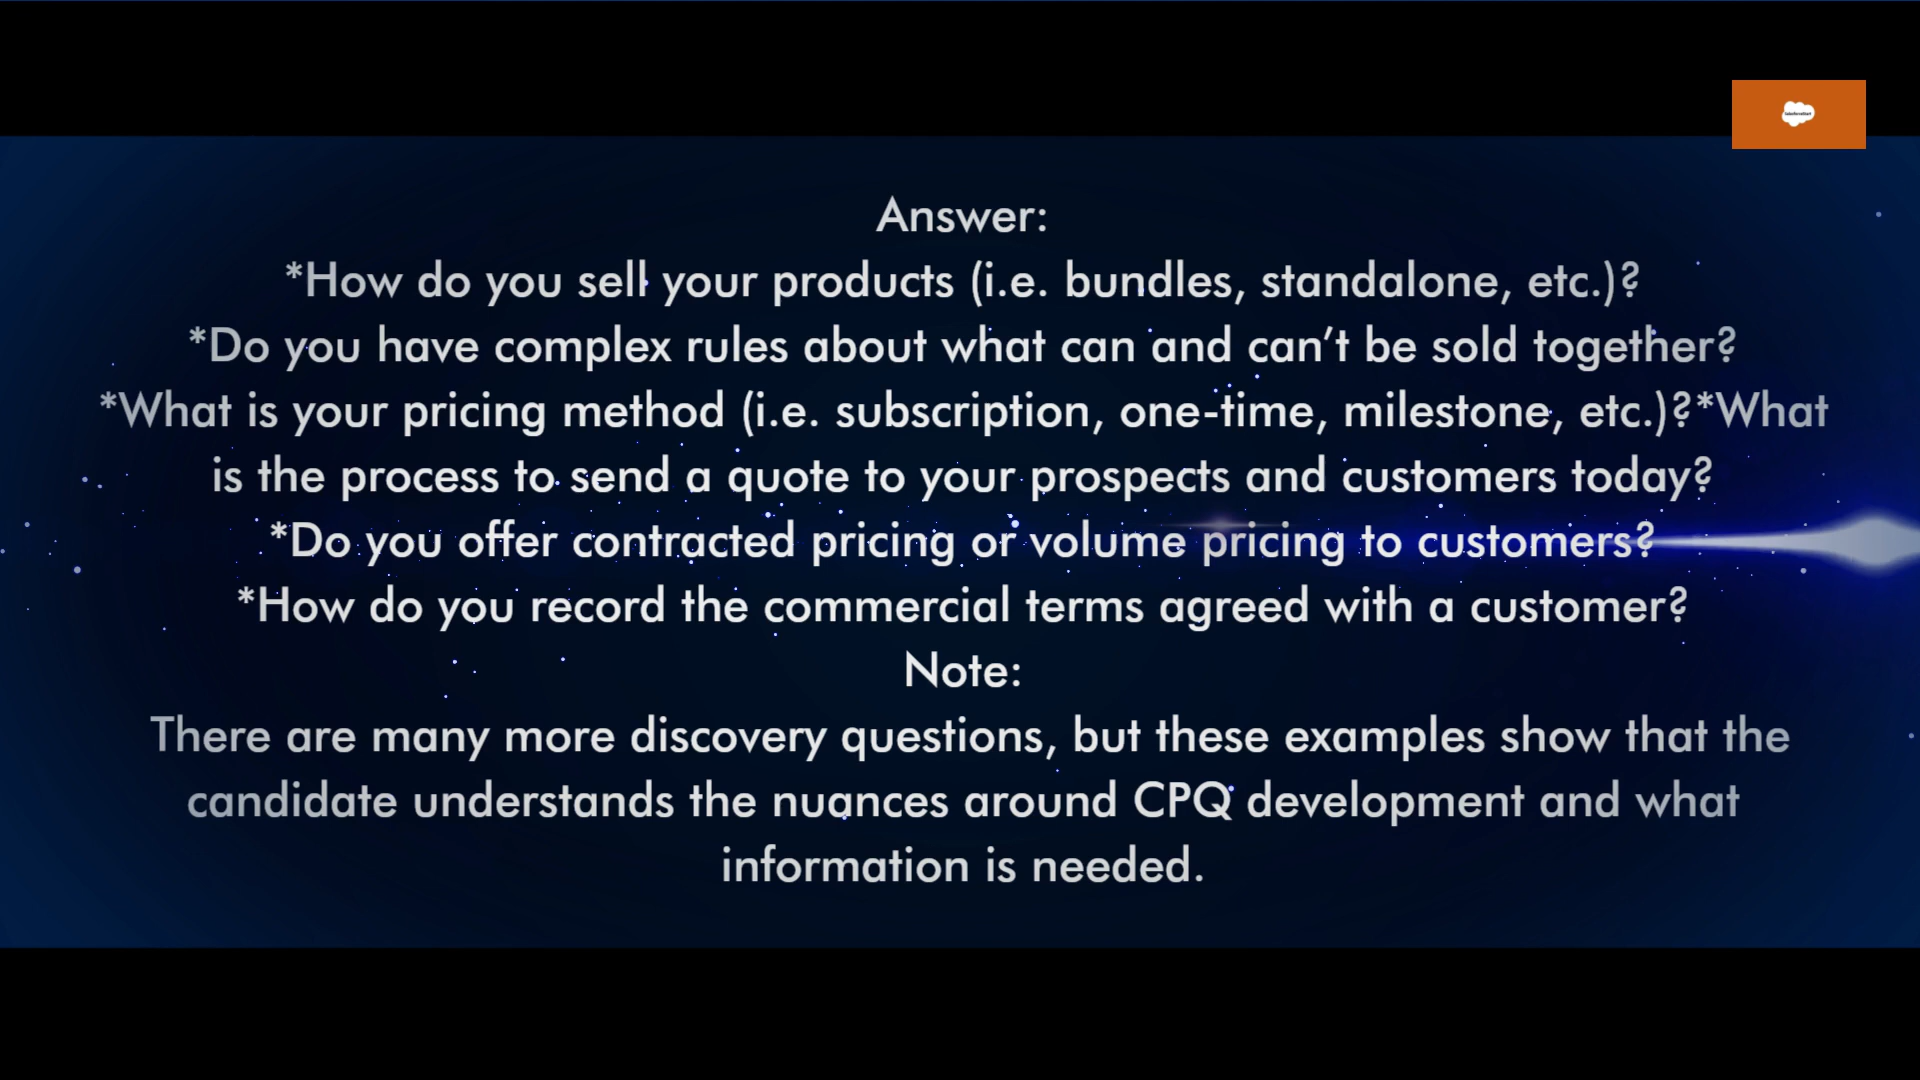 Answer:
*How do you sell your products (i.e. bundles, standalone, etc.)?
*Do you have complex rules about what can and can’t be sold together?
*What is your pricing method (i.e. subscription, one-time, milestone, etc.)?*What
is the process to send a quote to your prospects and customers today?
*Do you offer contracted pricing or volume pricing to customers?
*How do you record the commercial terms agreed with a customer?
Note:
There are many more discovery questions, but these examples show that the
candidate understands the nuances around CPQ development and what
information is needed.